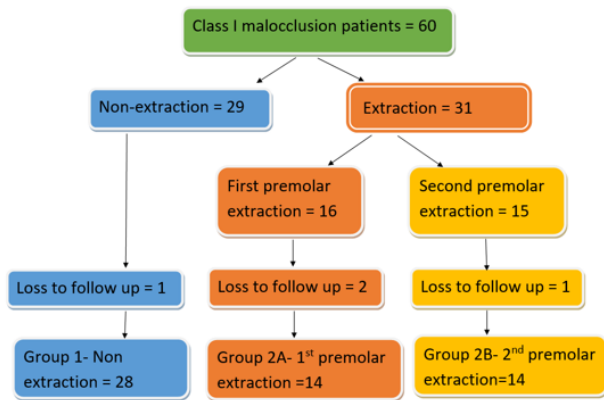 Class I malocclusion patients = 60
Non-extraction = 29
Extraction = 31
First premolar
extraction = 16
Second premolar
extraction = 15
Loss to follow up = 1
Loss to follow up = 2
Loss to follow up = 1
Group 1- Non
extraction = 28
Group 2A- 1st premolar
extraction =14
Group 2B- 2nd premolar
extraction=14